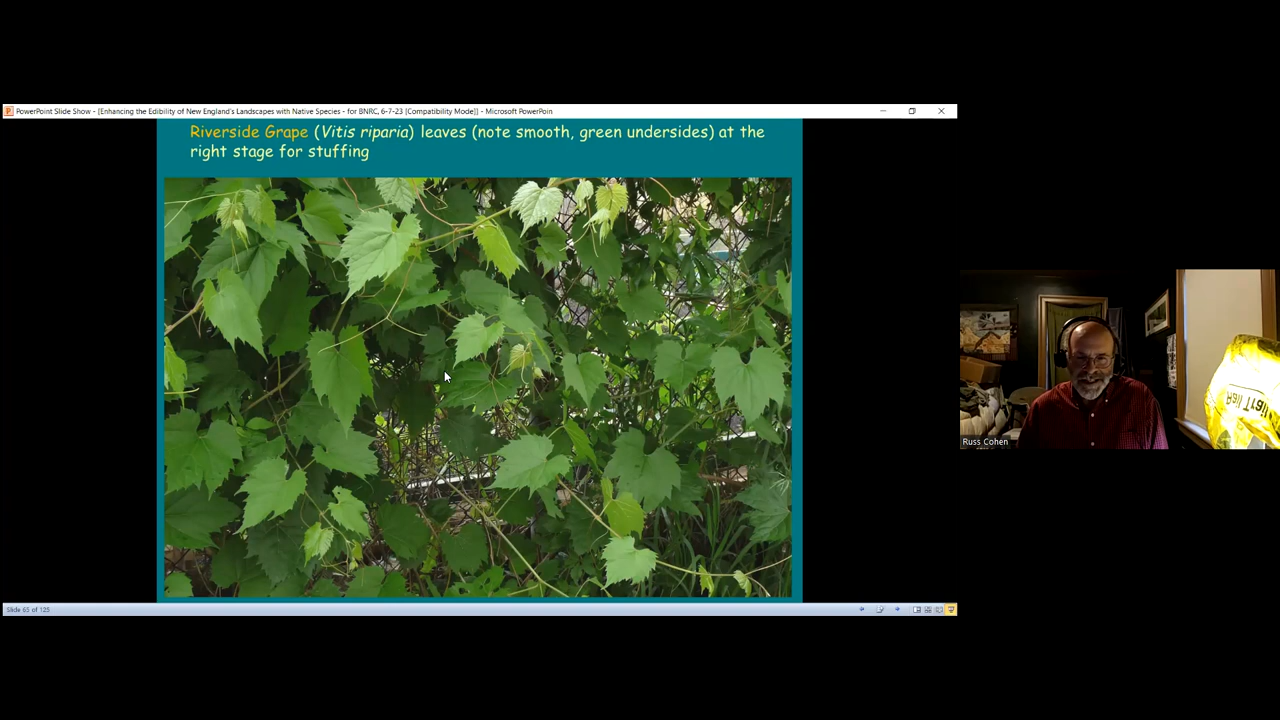 PowerPoint Slide Show - [Enhancing the Edibility of New England's Landscapes with Native Species - for BNRC, 6-7-23 [Compatibility Mode]] - Microsoft PowerPoin
Riverside Grape (Vitis riparia) leaves (note smooth, green undersides) at the
right stage for stuffing
Russ Cohen
Slide 65 of 125